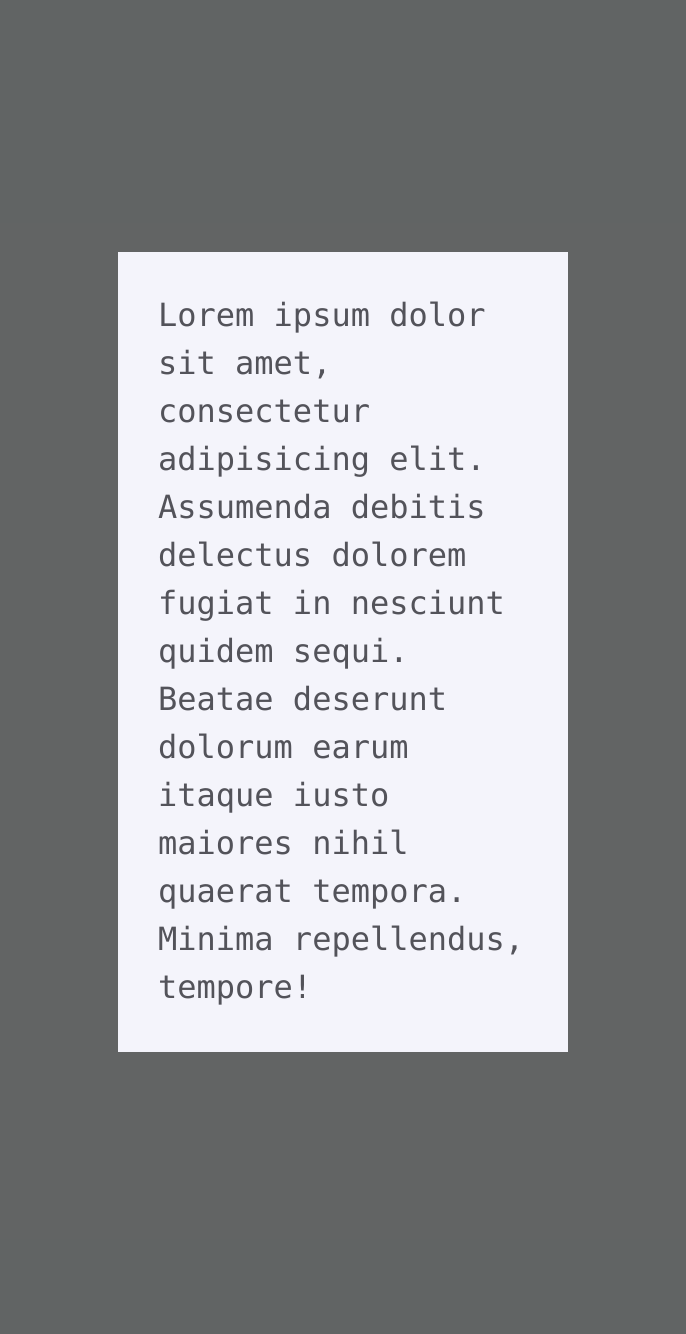 Lorem ipsum dolor
sit amet,
consectetur
adipisicing elit.
Assumenda debitis
delectus dolorem
fugiat in nesciunt
quidem sequi.
Beatae deserunt
dolorum earum
itaque iusto
maiores nihil
quaerat tempora.
Minima repellendus,
tempore!